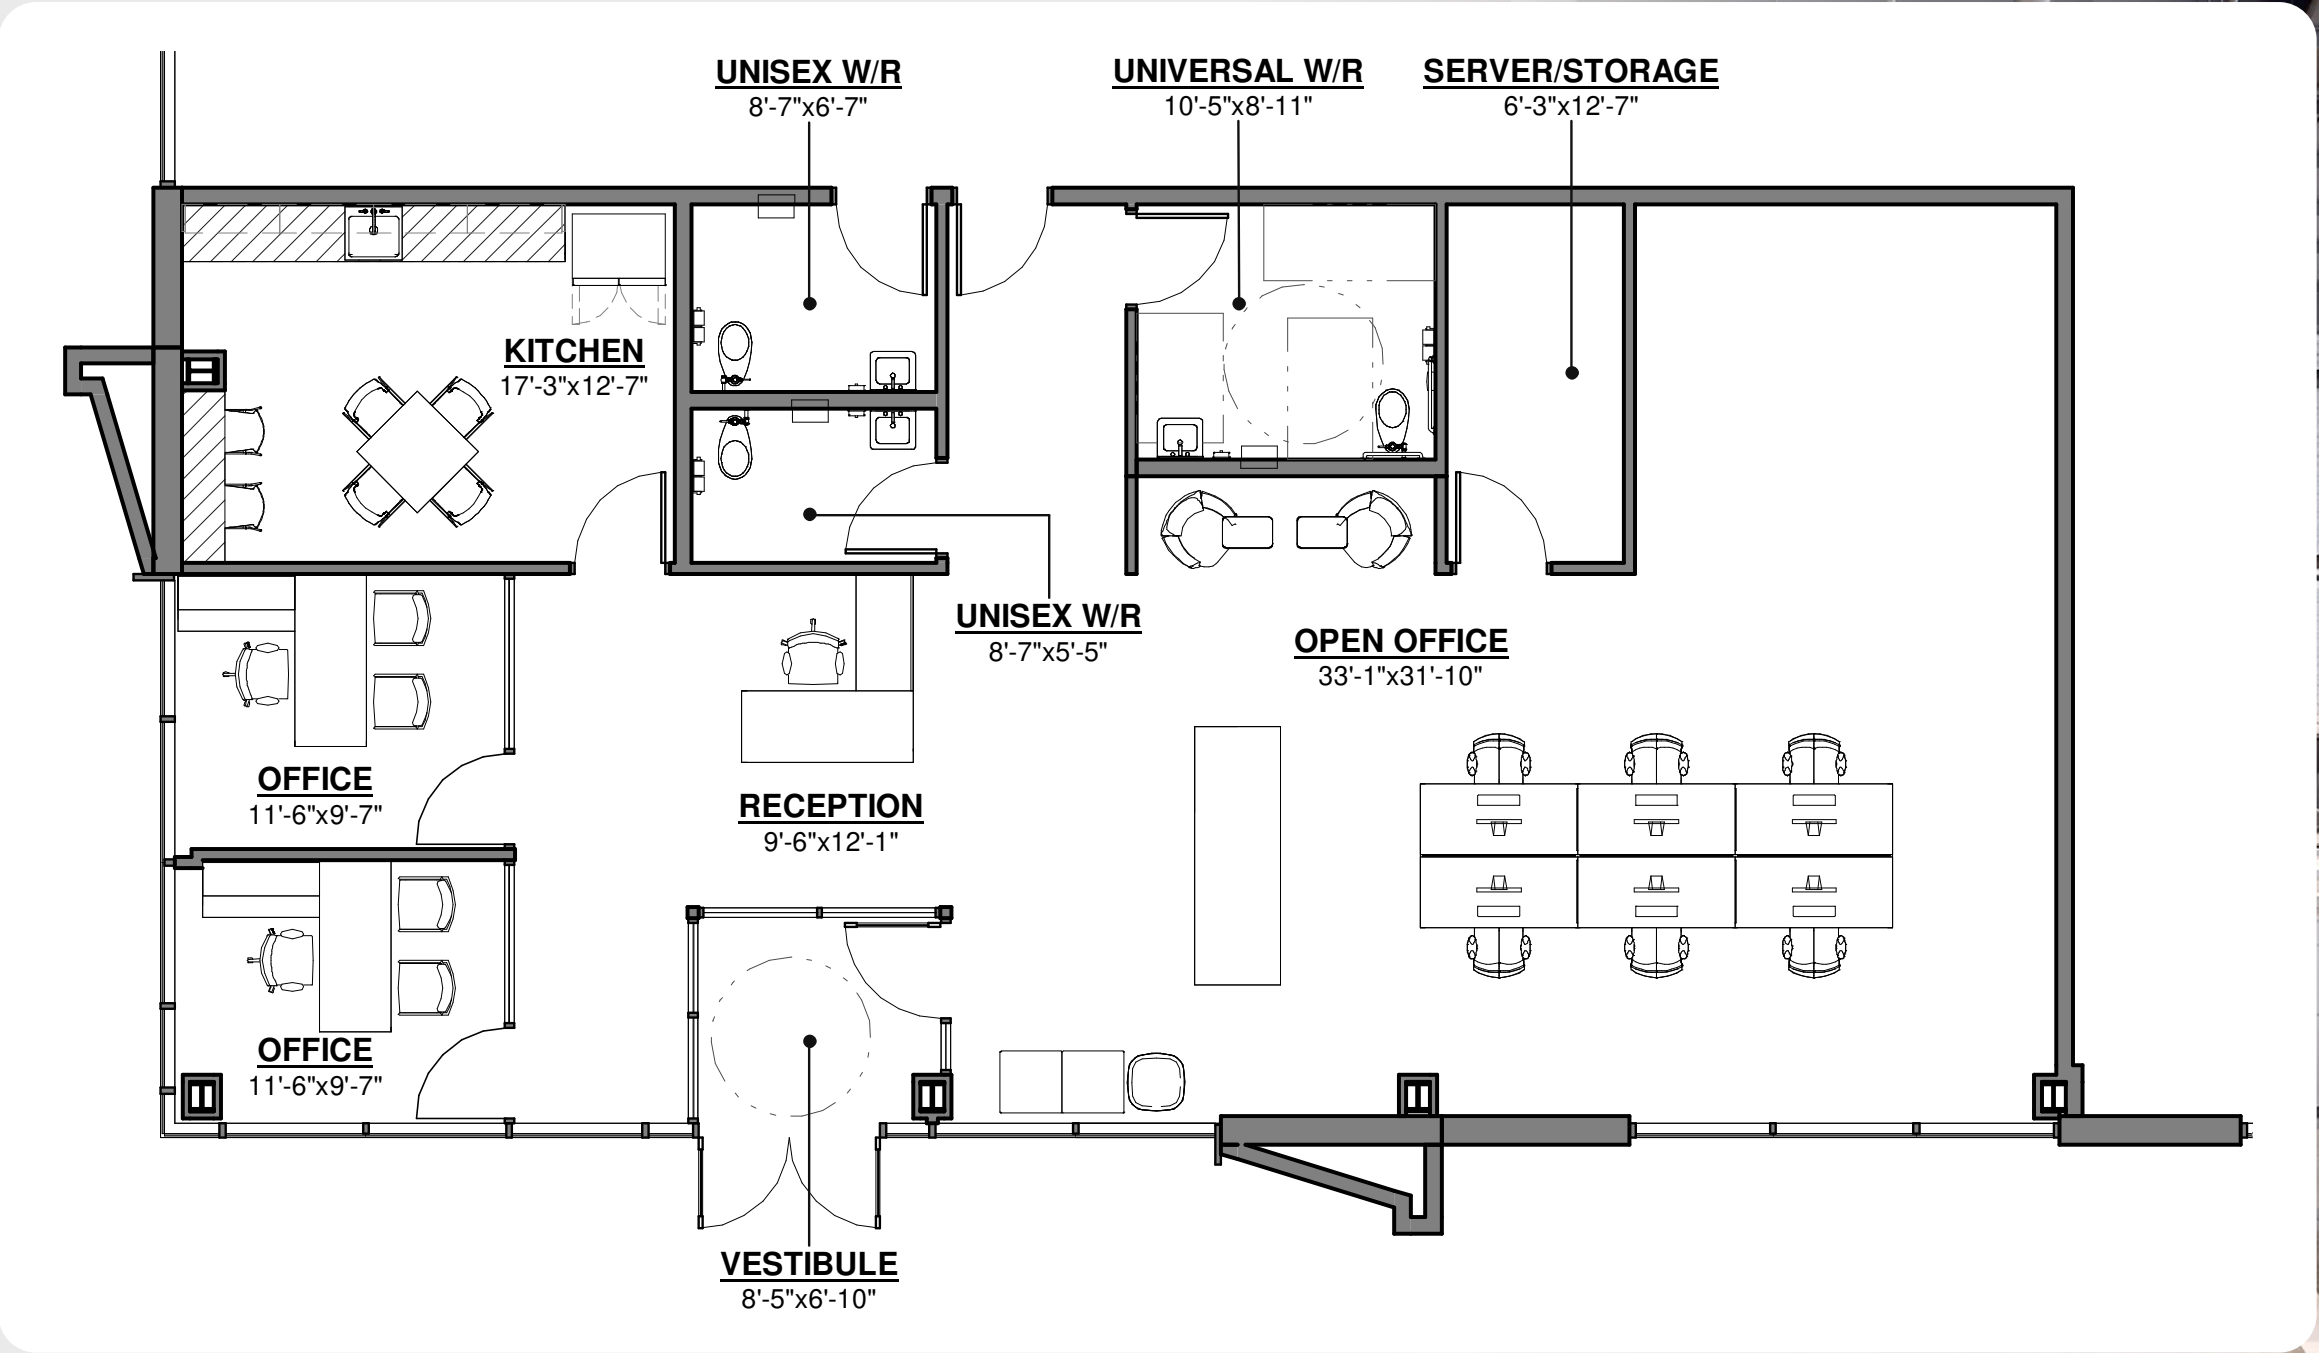 UNISEX W/R
8'-7"x6'-7"
UNIVERSAL W/R
10'-5"x8'-11"
SERVER/STORAGE
6'-3"x12'-7"
KITCHEN
17'-3"x12'-7"
UNISEX W/R
8'-7"x5'-5"
OPEN OFFICE
33'-1"x31'-10"
OFFICE
11'-6"x9'-7"
RECEPTION
9'-6"x12'-1"
OFFICE
11'-6"x9'-7"
VESTIBULE
8'-5"x6'-10"